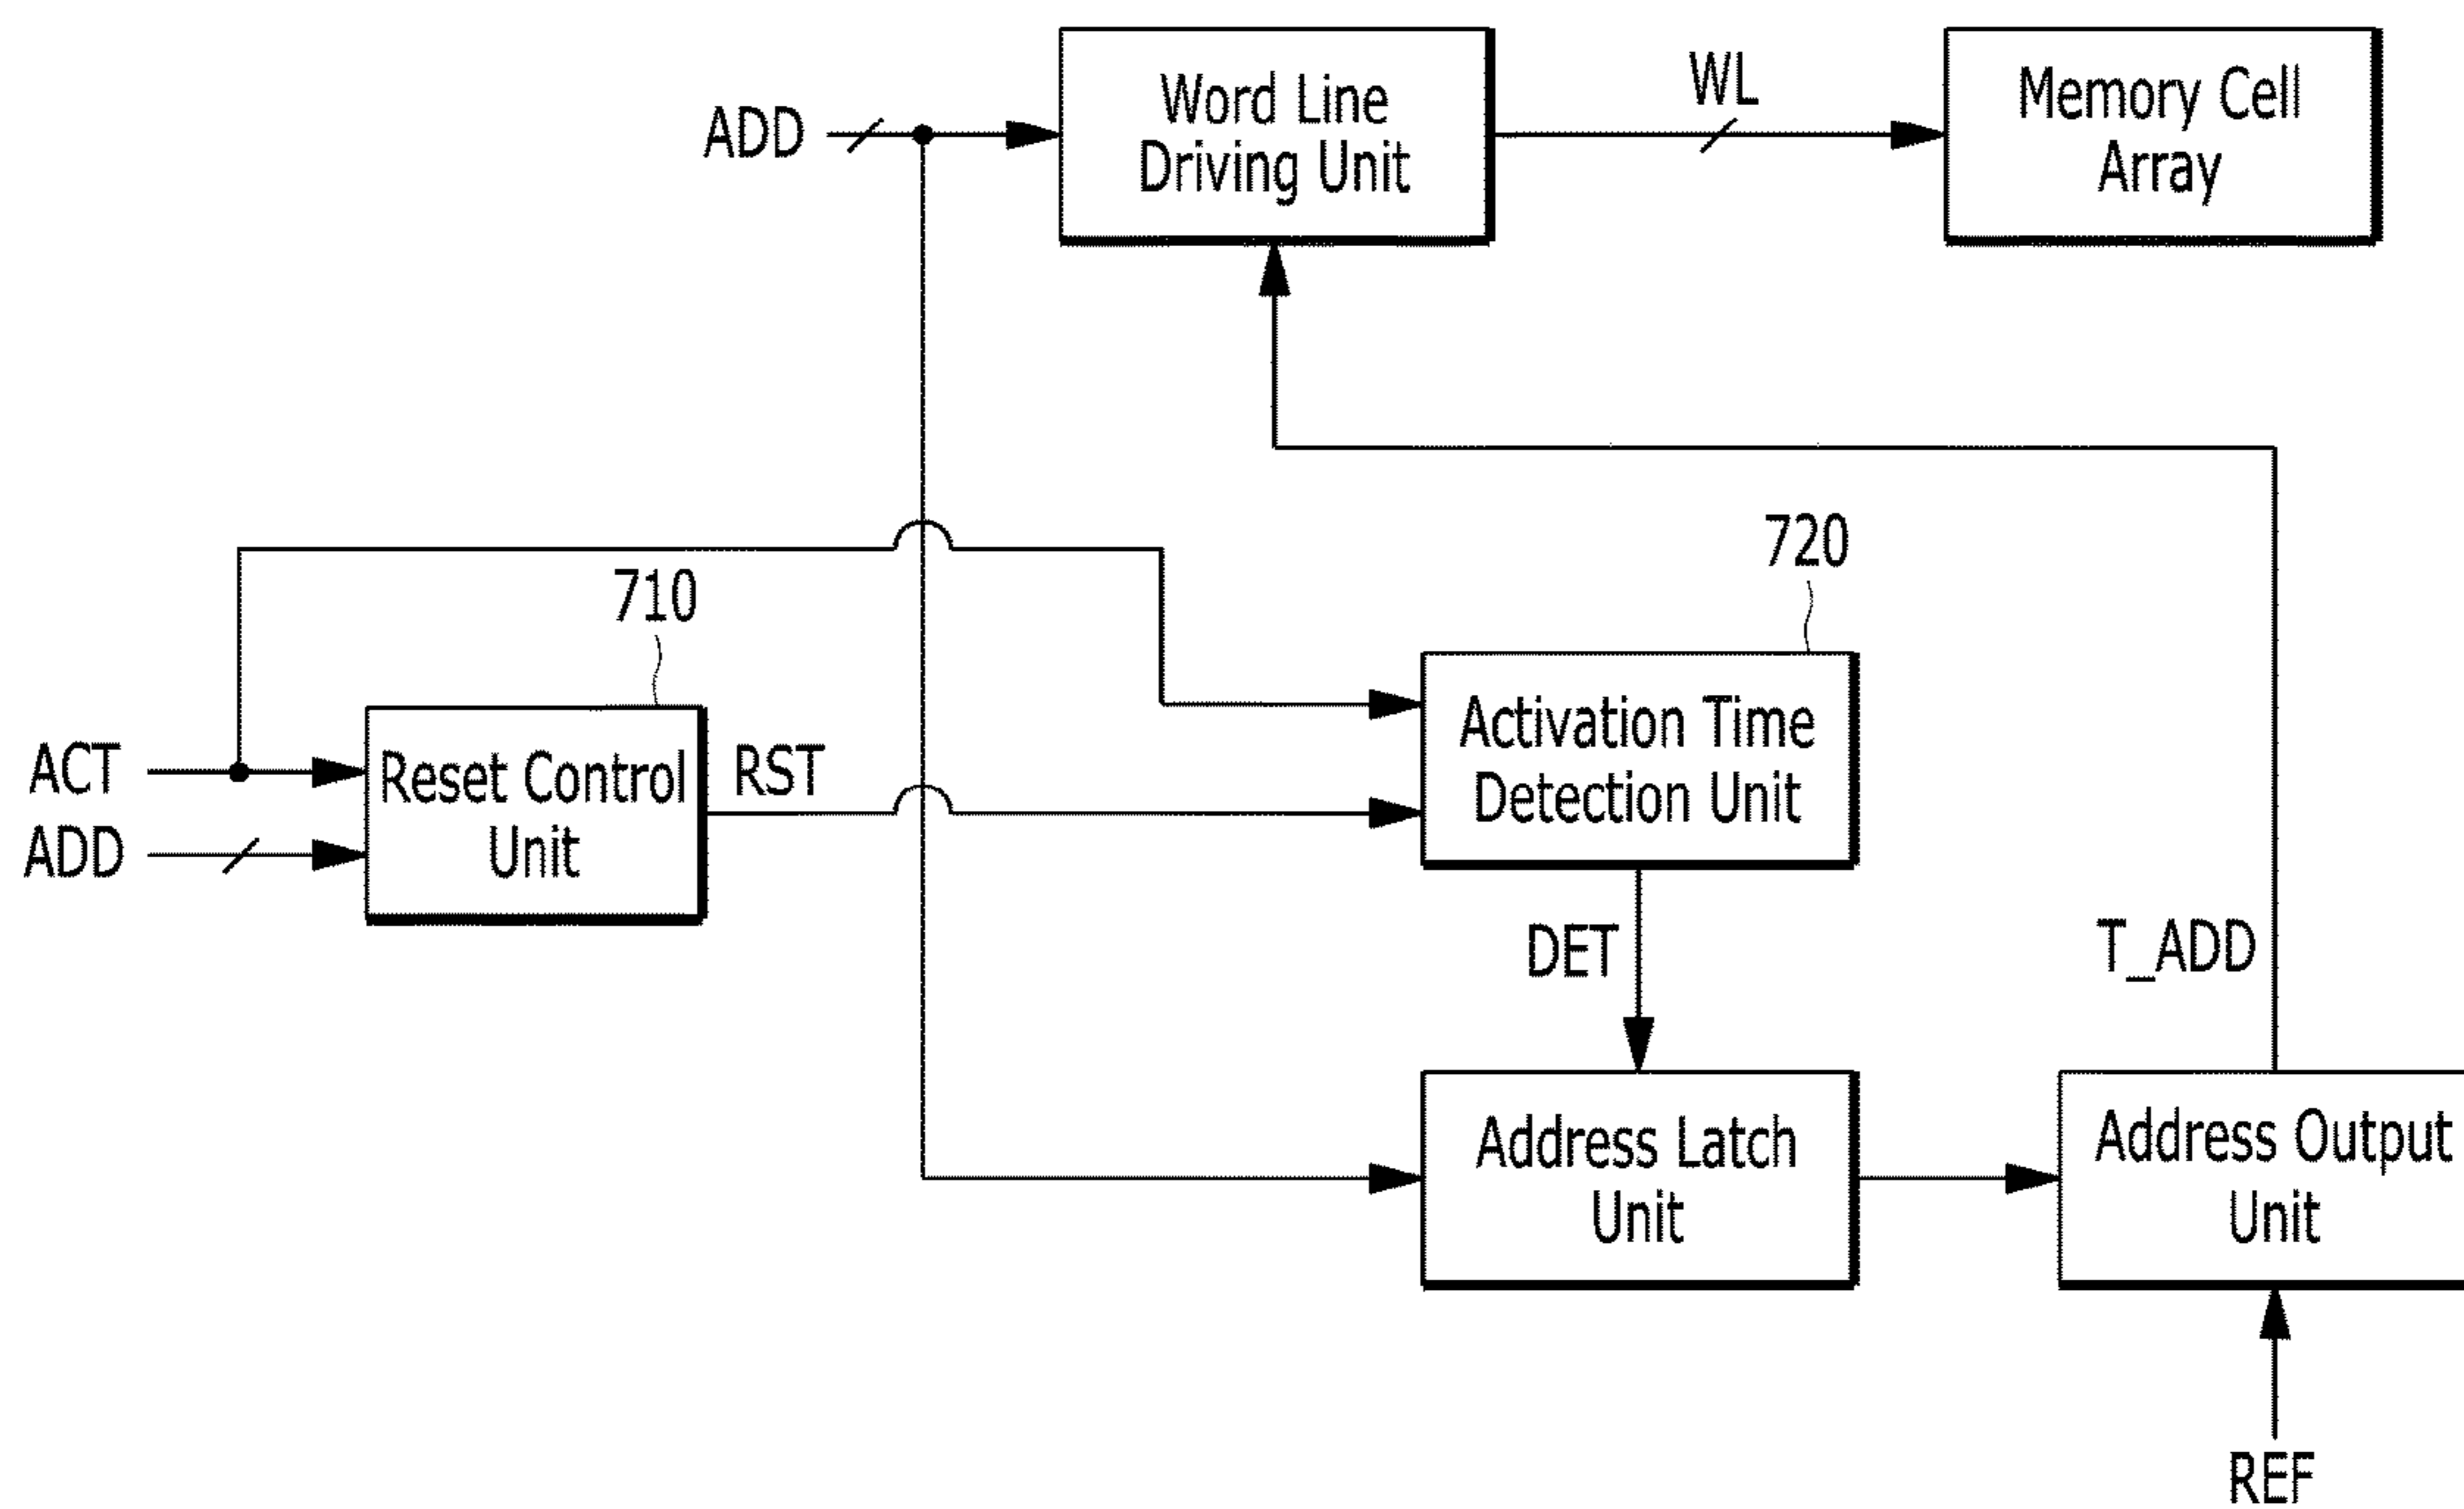 WL
Word Line
Driving Unit
Memory Cell
Array
ADD
720
710
Activation Time
Detection Unit
ACT
Reset Control
Unit
RST
ADD
DET
T_ADD
Address Latch
Unit
Address Output
Unit
REF